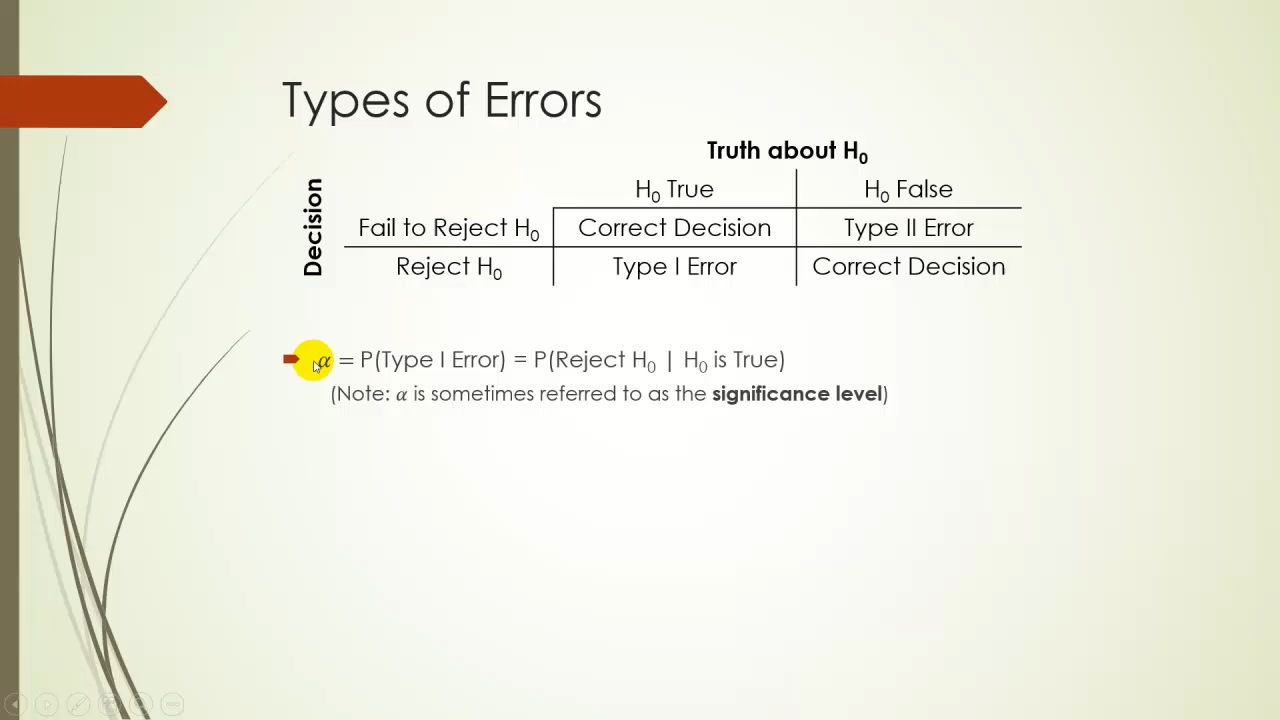 Types of Errors
Truth about H₀
Decision
H₀ True H₀ False
Fail to Reject H₀ Correct Decision Type II Error
Reject H₀ Type I Error Correct Decision
α = P(Type I Error) = P(Reject H₀ | H₀ is True)
(Note: α is sometimes referred to as the significance level)